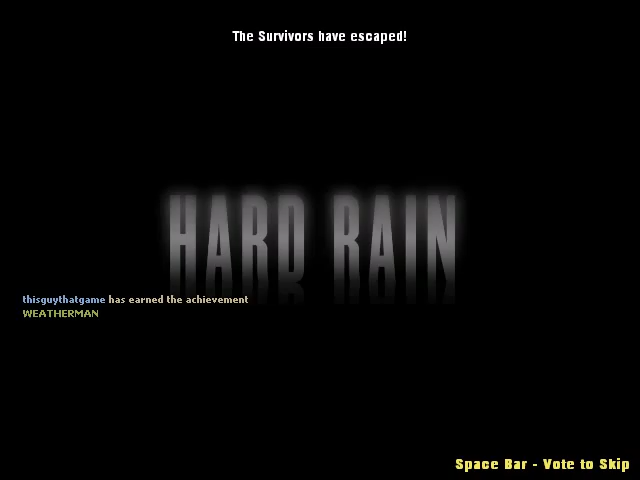 The Survivors have escaped!
HARD RAIN
thisguythatgame has earned the achievement
WEATHERMAN
Space Bar - Vote to Skip